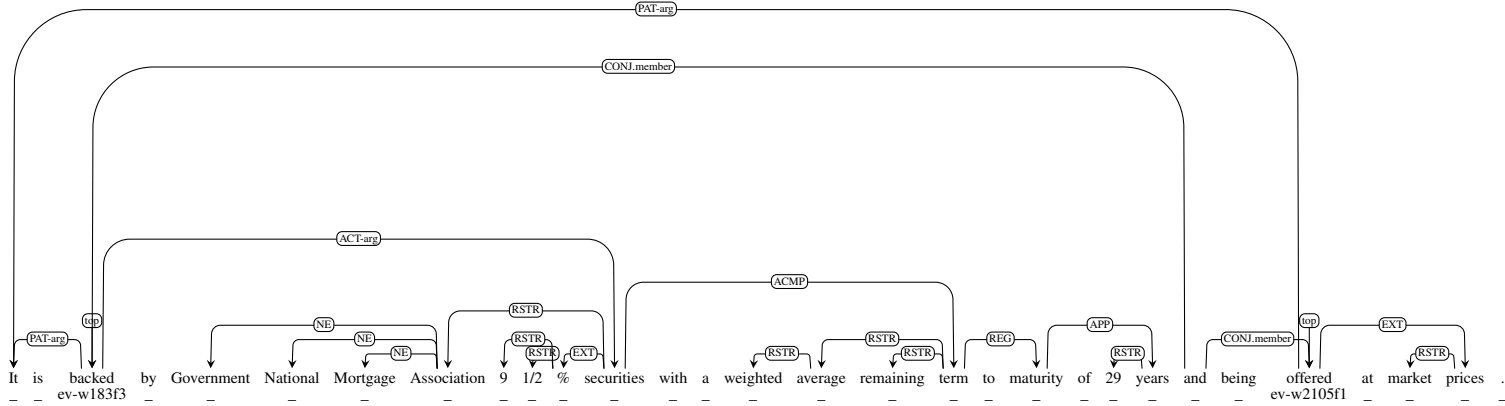 PAT-arg
CONJ.member
ACT-arg
ACMP
RSTR
NE
top
top
APP
EXT
PAT-arg
NE
RSTR
RSTR
REG
CONJ.member
NE
RSTR
EXT
RSTR
RSTR
RSTR
RSTR
It is backed by Government National Mortgage Association 9 1/2 % securities with a weighted average remaining term to maturity of 29 years and being offered at market prices .
_ _ ev-w183f3 _ _ _ _ _ _ _ _ _ _ _ _ _ _ _ _ _ _ _ _ _ _ ev-w2105f1 _ _ _ _